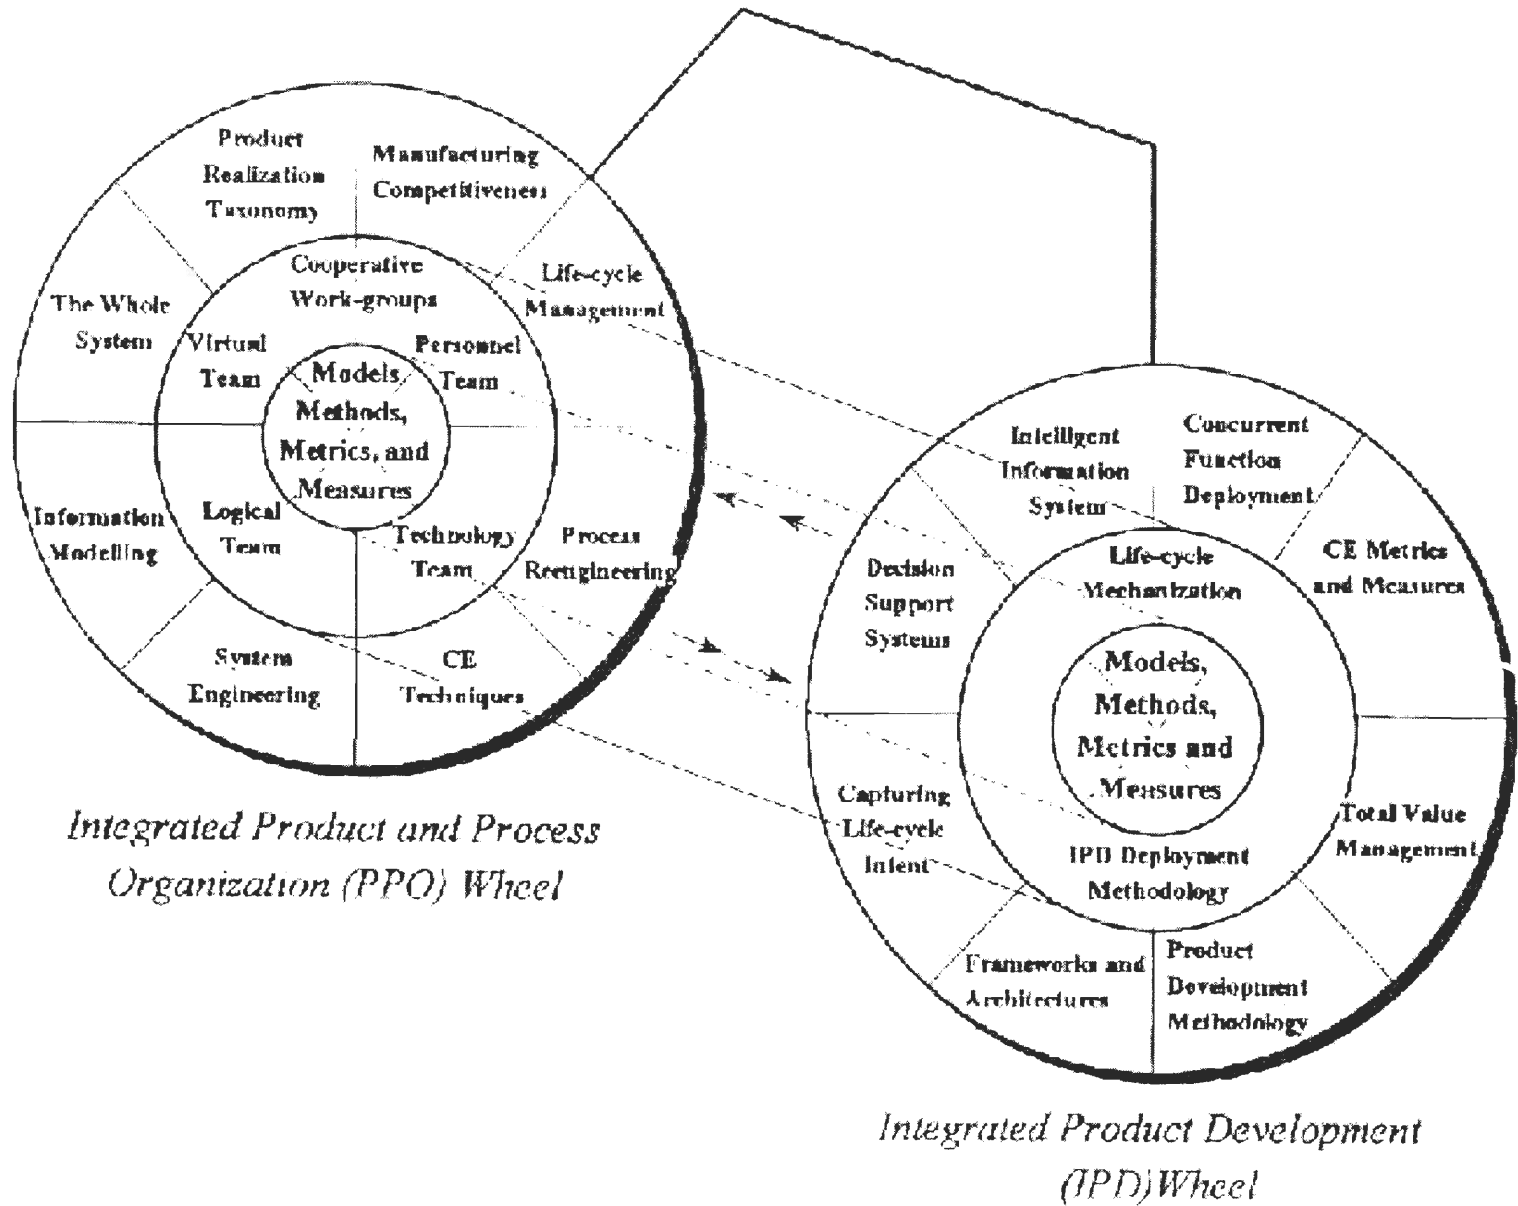 Product
Realization
Taxonomy
Manufacturing
Competitiveness
Life-cycle
Management
Process
Reengineering
CE
Techniques
System
Engineering
Information
Modelling
The Whole
System
Cooperative
Work-groups
Virtual
Team
Personnel
Team
Logical
Team
Technology
Team
Models
Methods,
Metrics, and
Measures
Integrated Product and Process
Organization (PPO) Wheel
Intelligent
Information
System
Concurrent
Function
Deployment
CE Metrics
and Measures
Total Value
Management
Product
Development
Methodology
Frameworks and
Architectures
Capturing
Life-cycle
Intent
Decision
Support
Systems
Life-cycle
Mechanization
IPD Deployment
Methodology
Models,
Methods,
Metrics and
Measures
Integrated Product Development
(IPD)Wheel